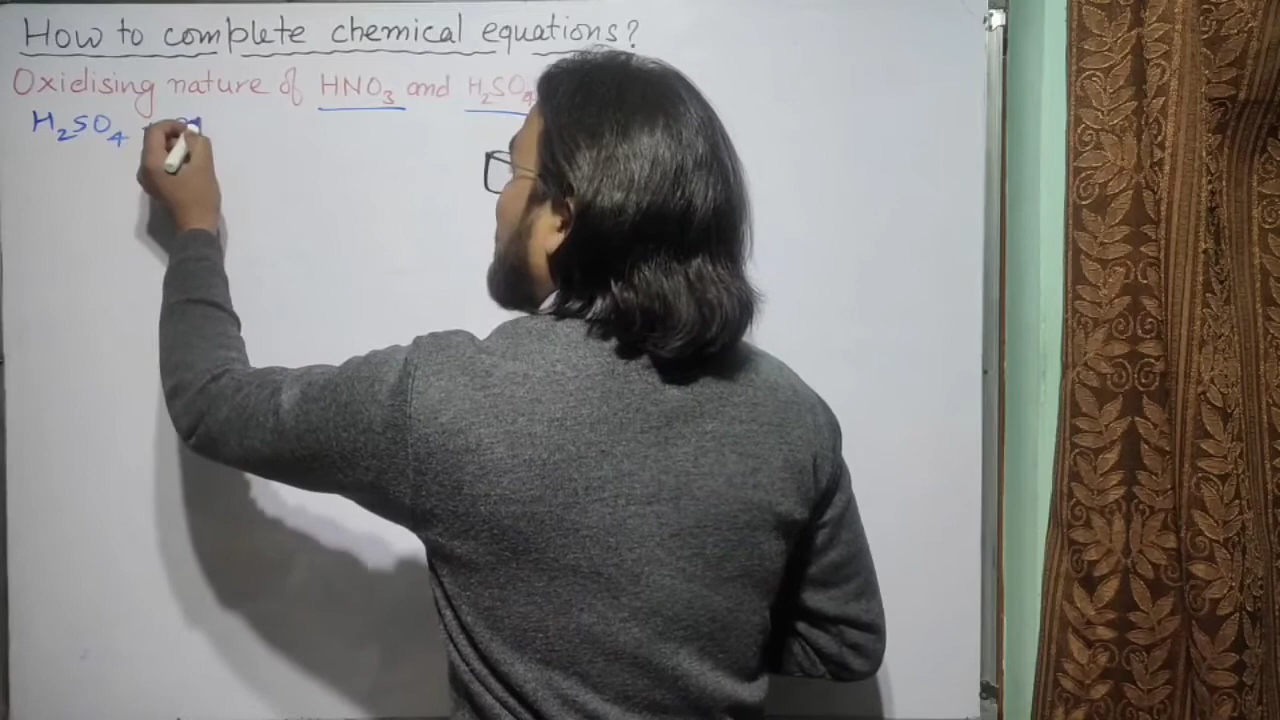 How to complete chemical equations?
Oxidising nature of HNO3 and H2SO4
H2SO4